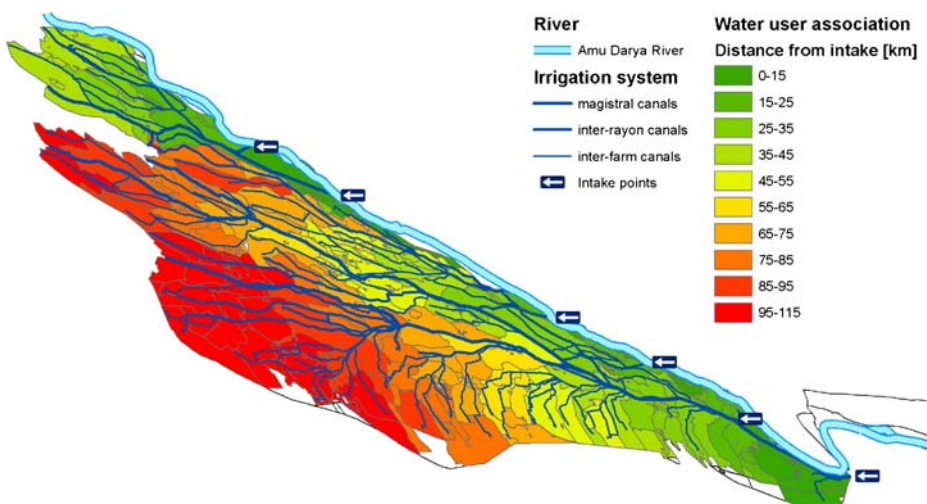 River
Amu Darya River
Irrigation system
magistral canals
inter-rayon canals
inter-farm canals
Intake points
Water user association
Distance from intake [km]
0-15
15-25
25-35
35-45
45-55
55-65
65-75
75-85
85-95
95-115